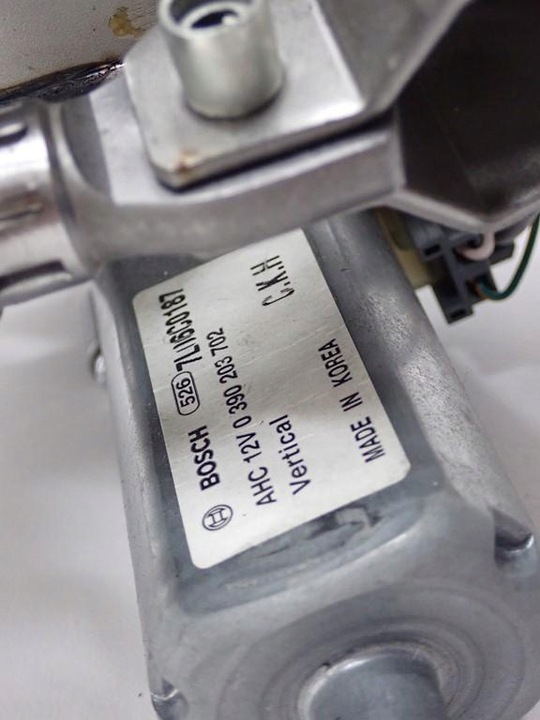 BOSCH 526 7L16C0187
AHC 12V 0 390 203 702
Vertical C.K.H
MADE IN KOREA